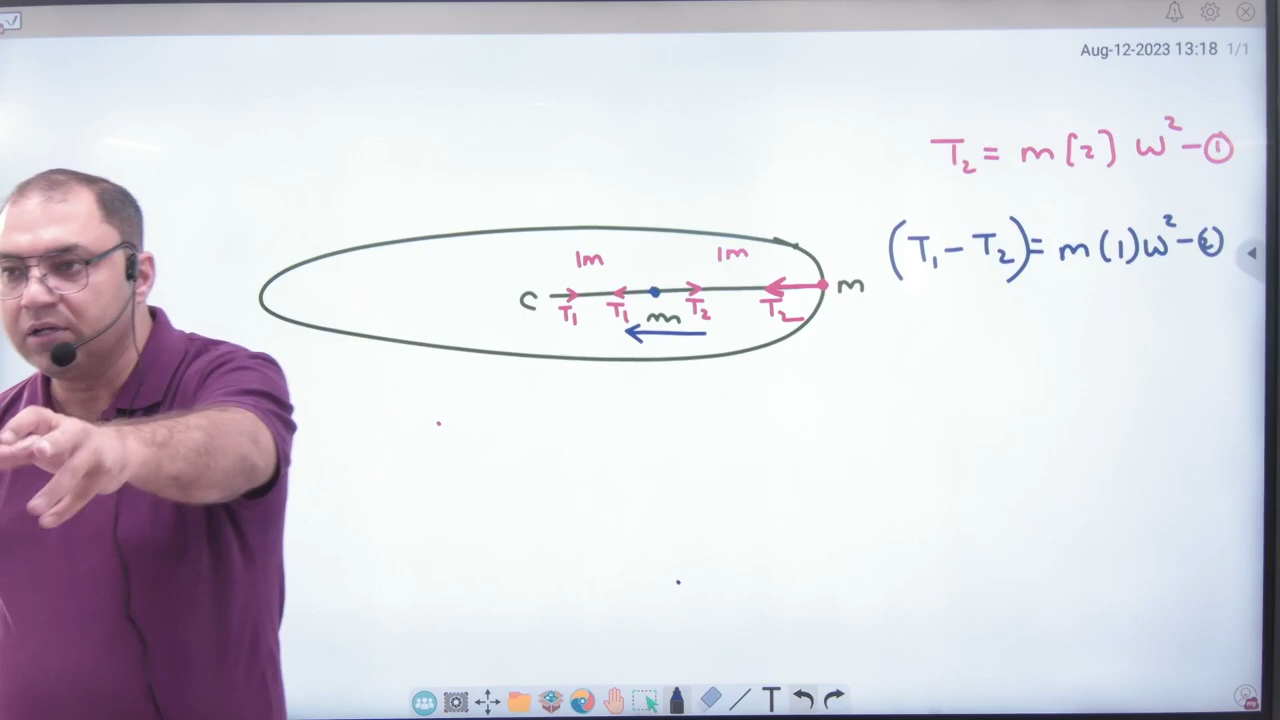 Aug-12-2023 13:18 1/1
T₂ = m[2] ω² - ①
(T₁ - T₂) = m(1)ω² - ②
1m 1m
C m
T₁ T₁ m T₂ T₂
T